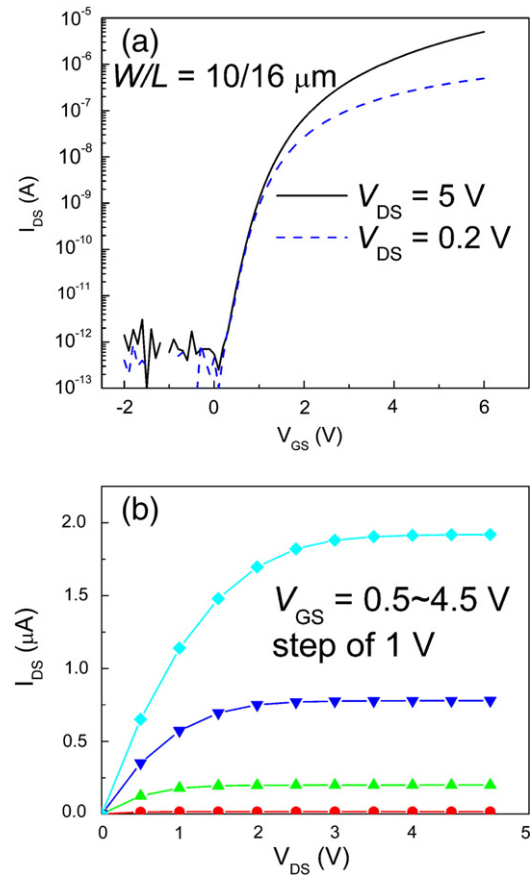 (a)
W/L = 10/16 μm
10⁻⁵
10⁻⁶
10⁻⁷
10⁻⁸
10⁻⁹
10⁻¹⁰
10⁻¹¹
10⁻¹²
10⁻¹³
I_DS (A)
V_DS = 5 V
V_DS = 0.2 V
-2 0 2 4 6
V_GS (V)
(b)
2.0
1.5
1.0
0.5
0.0
I_DS (μA)
V_GS = 0.5~4.5 V
step of 1 V
0 1 2 3 4 5
V_DS (V)